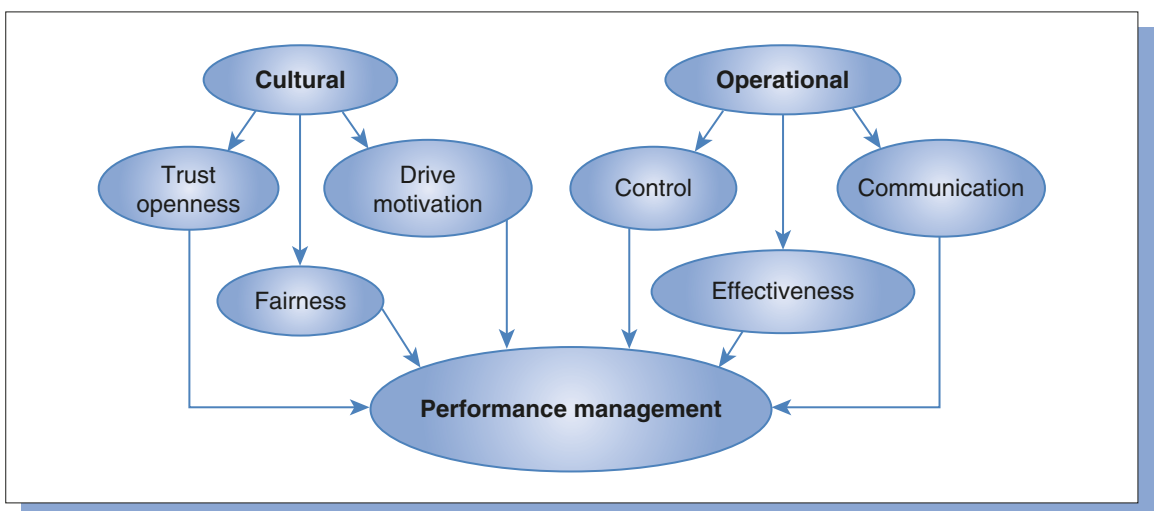 Cultural
Operational
Trust
openness
Drive
motivation
Control
Communication
Fairness
Effectiveness
Performance management